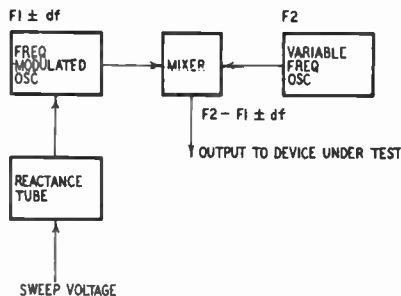 F1 ± df
F2
FREQ
MODULATED
OSC
MIXER
VARIABLE
FREQ
OSC
F2 - F1 ± df
OUTPUT TO DEVICE UNDER TEST
REACTANCE
TUBE
SWEEP VOLTAGE